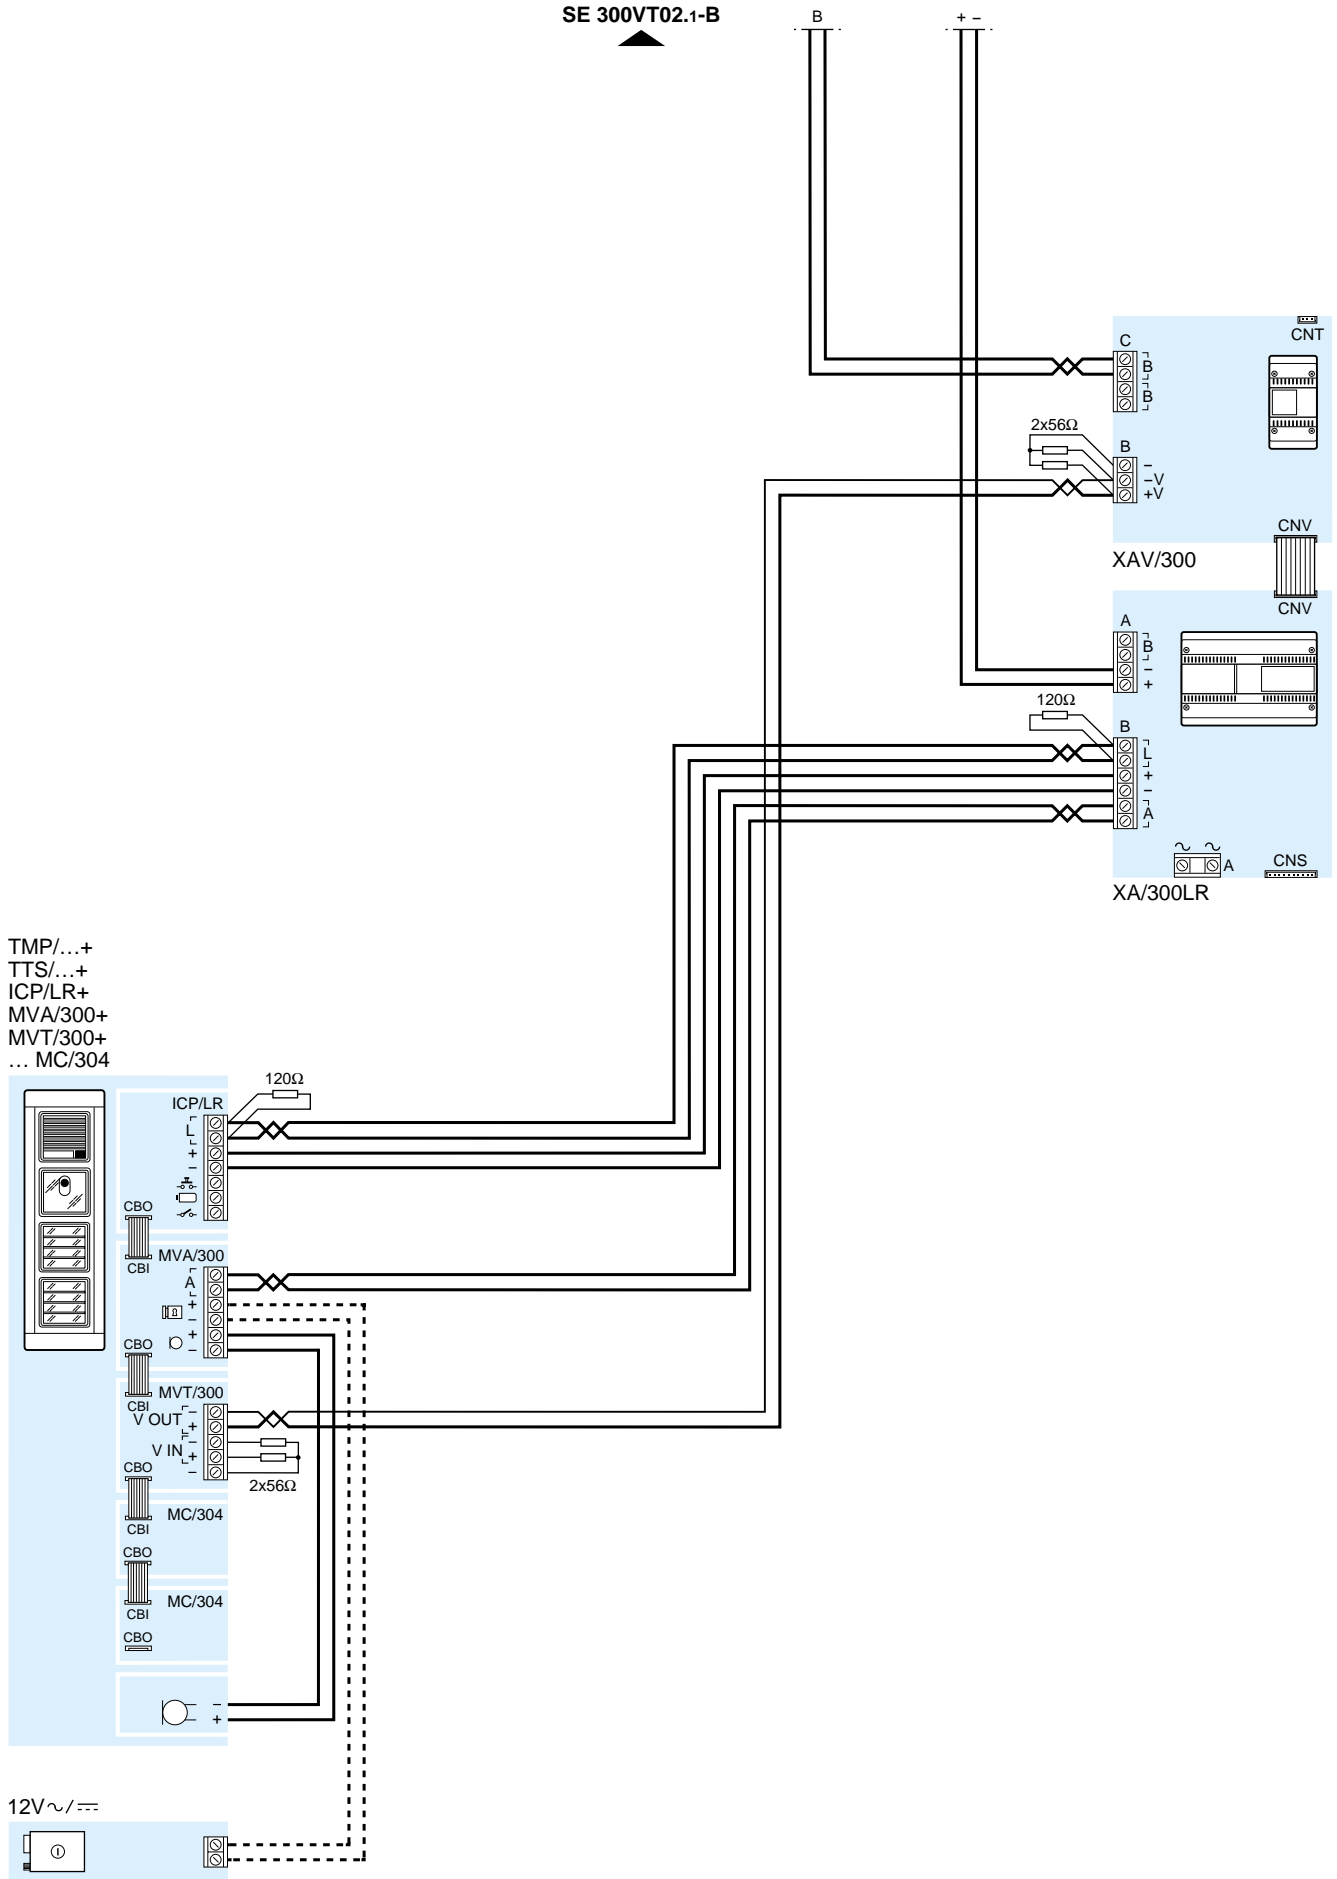 SE 300VT02.1-B
B
+ –
CNT
C
B
B
2x56Ω
B
–
–V
+V
CNV
XAV/300
CNV
A
B
–
+
120Ω
B
L
+
–
A
~ ~
A
CNS
XA/300LR
TMP/…+
TTS/…+
ICP/LR+
MVA/300+
MVT/300+
… MC/304
120Ω
ICP/LR
L
+
–
CBO
CBI
MVA/300
A
+
–
+
–
CBO
CBI
MVT/300
V OUT
–
+
V IN
–
+
–
2x56Ω
CBO
CBI
MC/304
CBO
CBI
MC/304
CBO
–
+
12V~/⎓